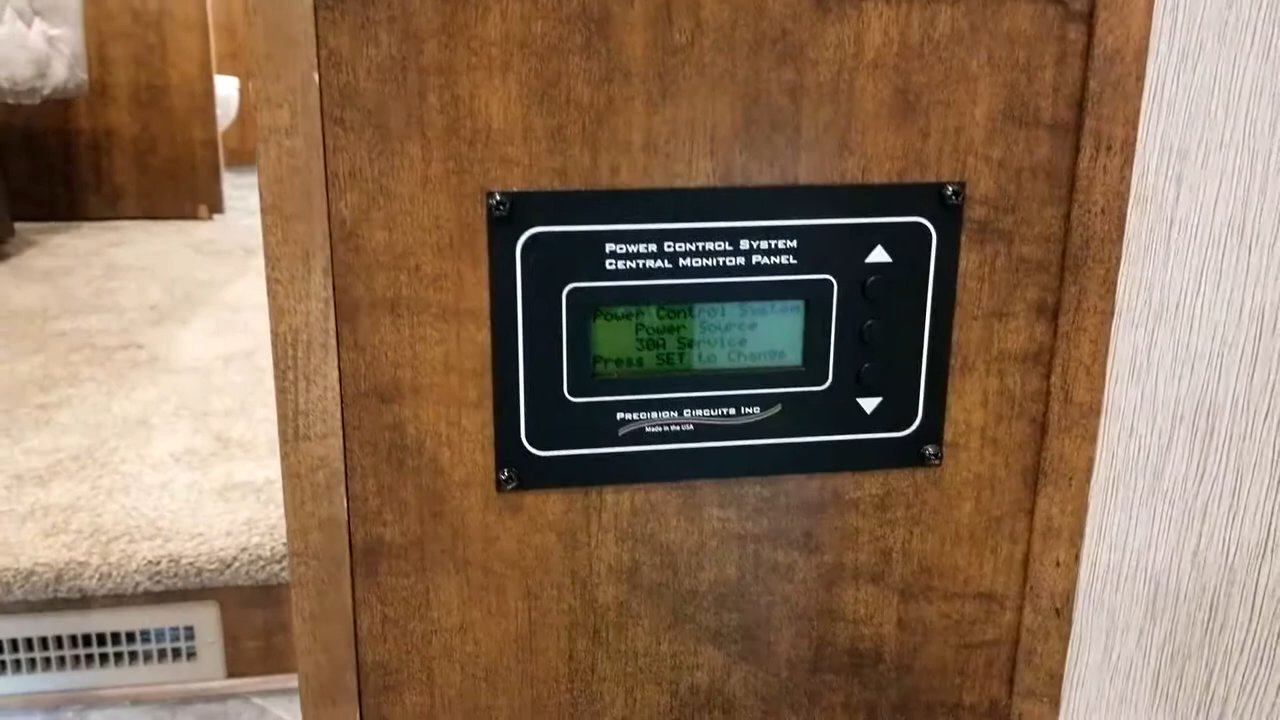 POWER CONTROL SYSTEM
CENTRAL MONITOR PANEL
Power Control System
Power Source
30A Service
Press SET to Change
PRECISION CIRCUITS INC
Made in the USA